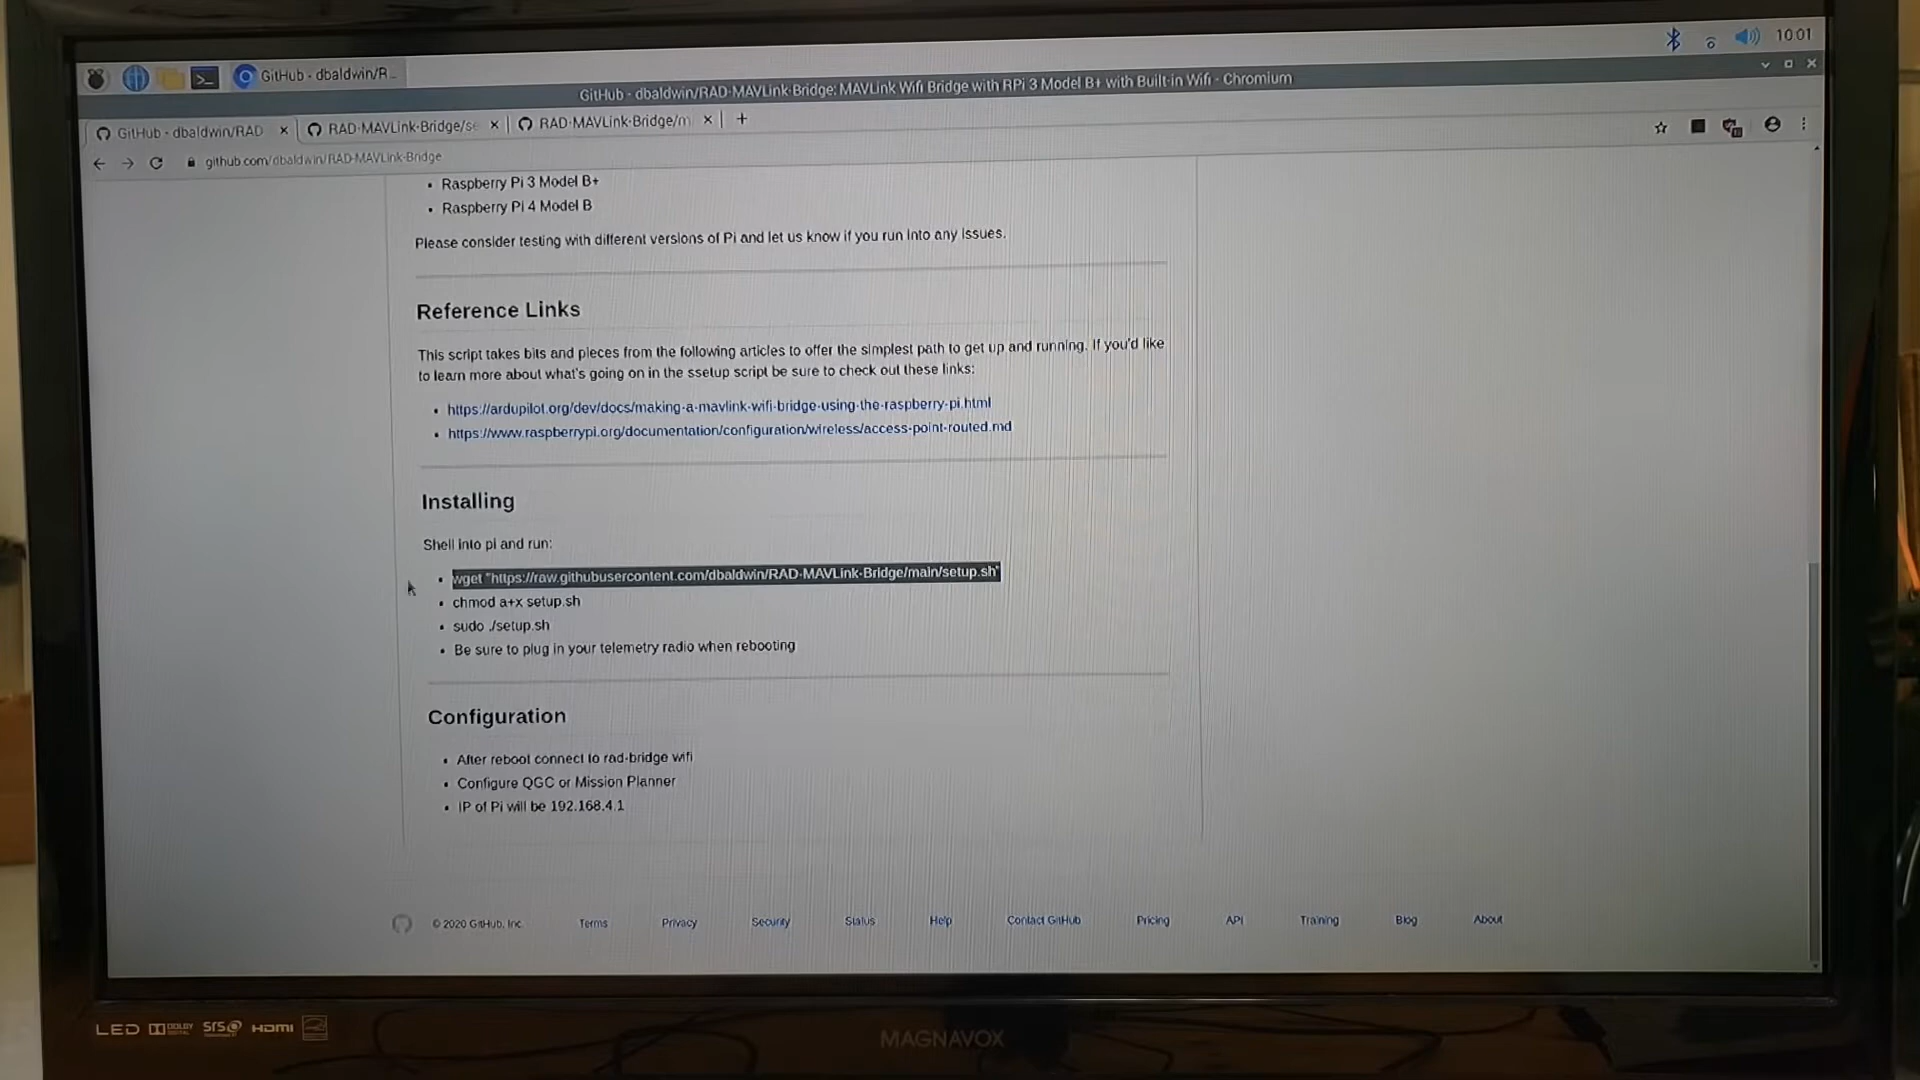 10:01
GitHub - dbaldwin/R...
GitHub - dbaldwin/RAD-MAVLink-Bridge: MAVLink Wifi Bridge with RPi 3 Model B+ with Built-in Wifi - Chromium
GitHub - dbaldwin/RAD
RAD-MAVLink-Bridge/se
RAD-MAVLink-Bridge/m
github.com/dbaldwin/RAD-MAVLink-Bridge
• Raspberry Pi 3 Model B+
• Raspberry Pi 4 Model B
Please consider testing with different versions of Pi and let us know if you run into any issues.
Reference Links
This script takes bits and pieces from the following articles to offer the simplest path to get up and running. If you'd like
to learn more about what's going on in the ssetup script be sure to check out these links:
• https://ardupilot.org/dev/docs/making-a-mavlink-wifi-bridge-using-the-raspberry-pi.html
• https://www.raspberrypi.org/documentation/configuration/wireless/access-point-routed.md
Installing
Shell into pi and run:
• wget "https://raw.githubusercontent.com/dbaldwin/RAD-MAVLink-Bridge/main/setup.sh"
• chmod a+x setup.sh
• sudo ./setup.sh
• Be sure to plug in your telemetry radio when rebooting
Configuration
• After reboot connect to rad-bridge wifi
• Configure QGC or Mission Planner
• IP of Pi will be 192.168.4.1
© 2020 GitHub, Inc. Terms Privacy Security Status Help Contact GitHub Pricing API Training Blog About
LED DOLBY SRS HDMI
MAGNAVOX